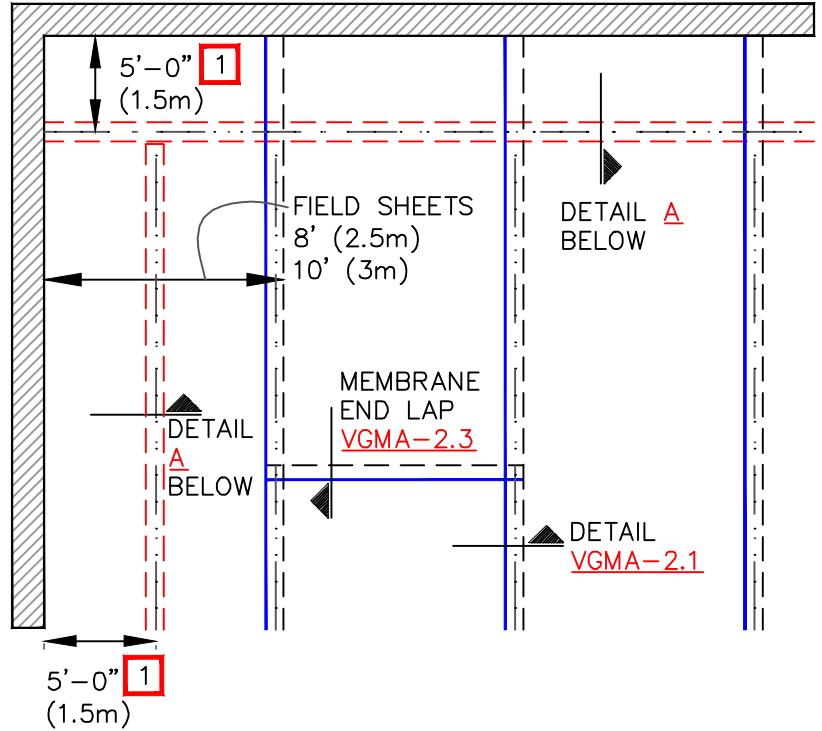 5'-0" 1
(1.5m)
FIELD SHEETS
8' (2.5m)
10' (3m)
DETAIL A
BELOW
MEMBRANE
END LAP
VGMA-2.3
DETAIL
A
BELOW
DETAIL
VGMA-2.1
5'-0" 1
(1.5m)